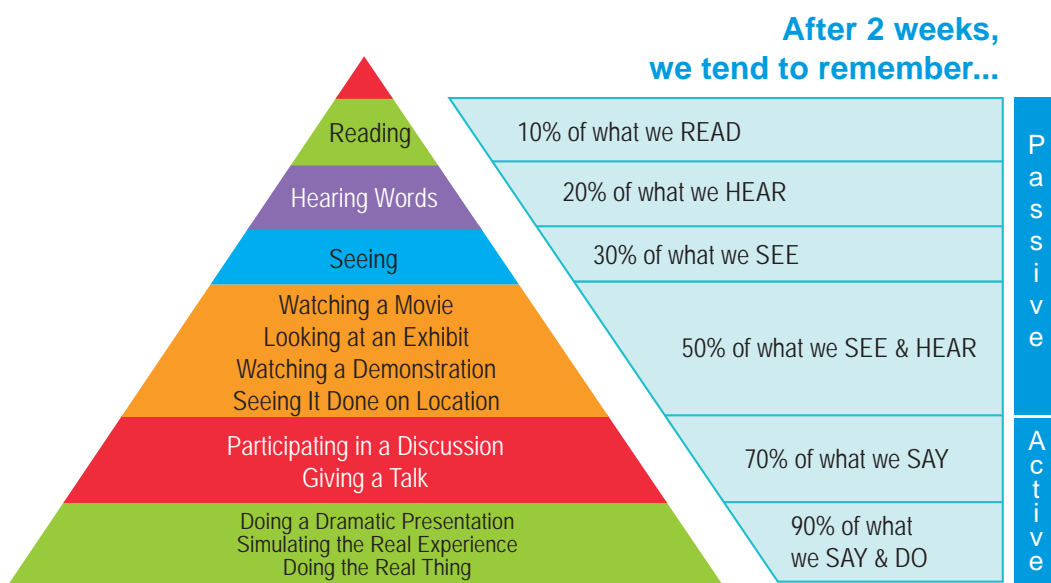 After 2 weeks,
we tend to remember...
Reading
10% of what we READ
Hearing Words
20% of what we HEAR
Seeing
30% of what we SEE
Watching a Movie
Looking at an Exhibit
Watching a Demonstration
Seeing It Done on Location
50% of what we SEE & HEAR
Passive
Participating in a Discussion
Giving a Talk
70% of what we SAY
Doing a Dramatic Presentation
Simulating the Real Experience
Doing the Real Thing
90% of what
we SAY & DO
Active